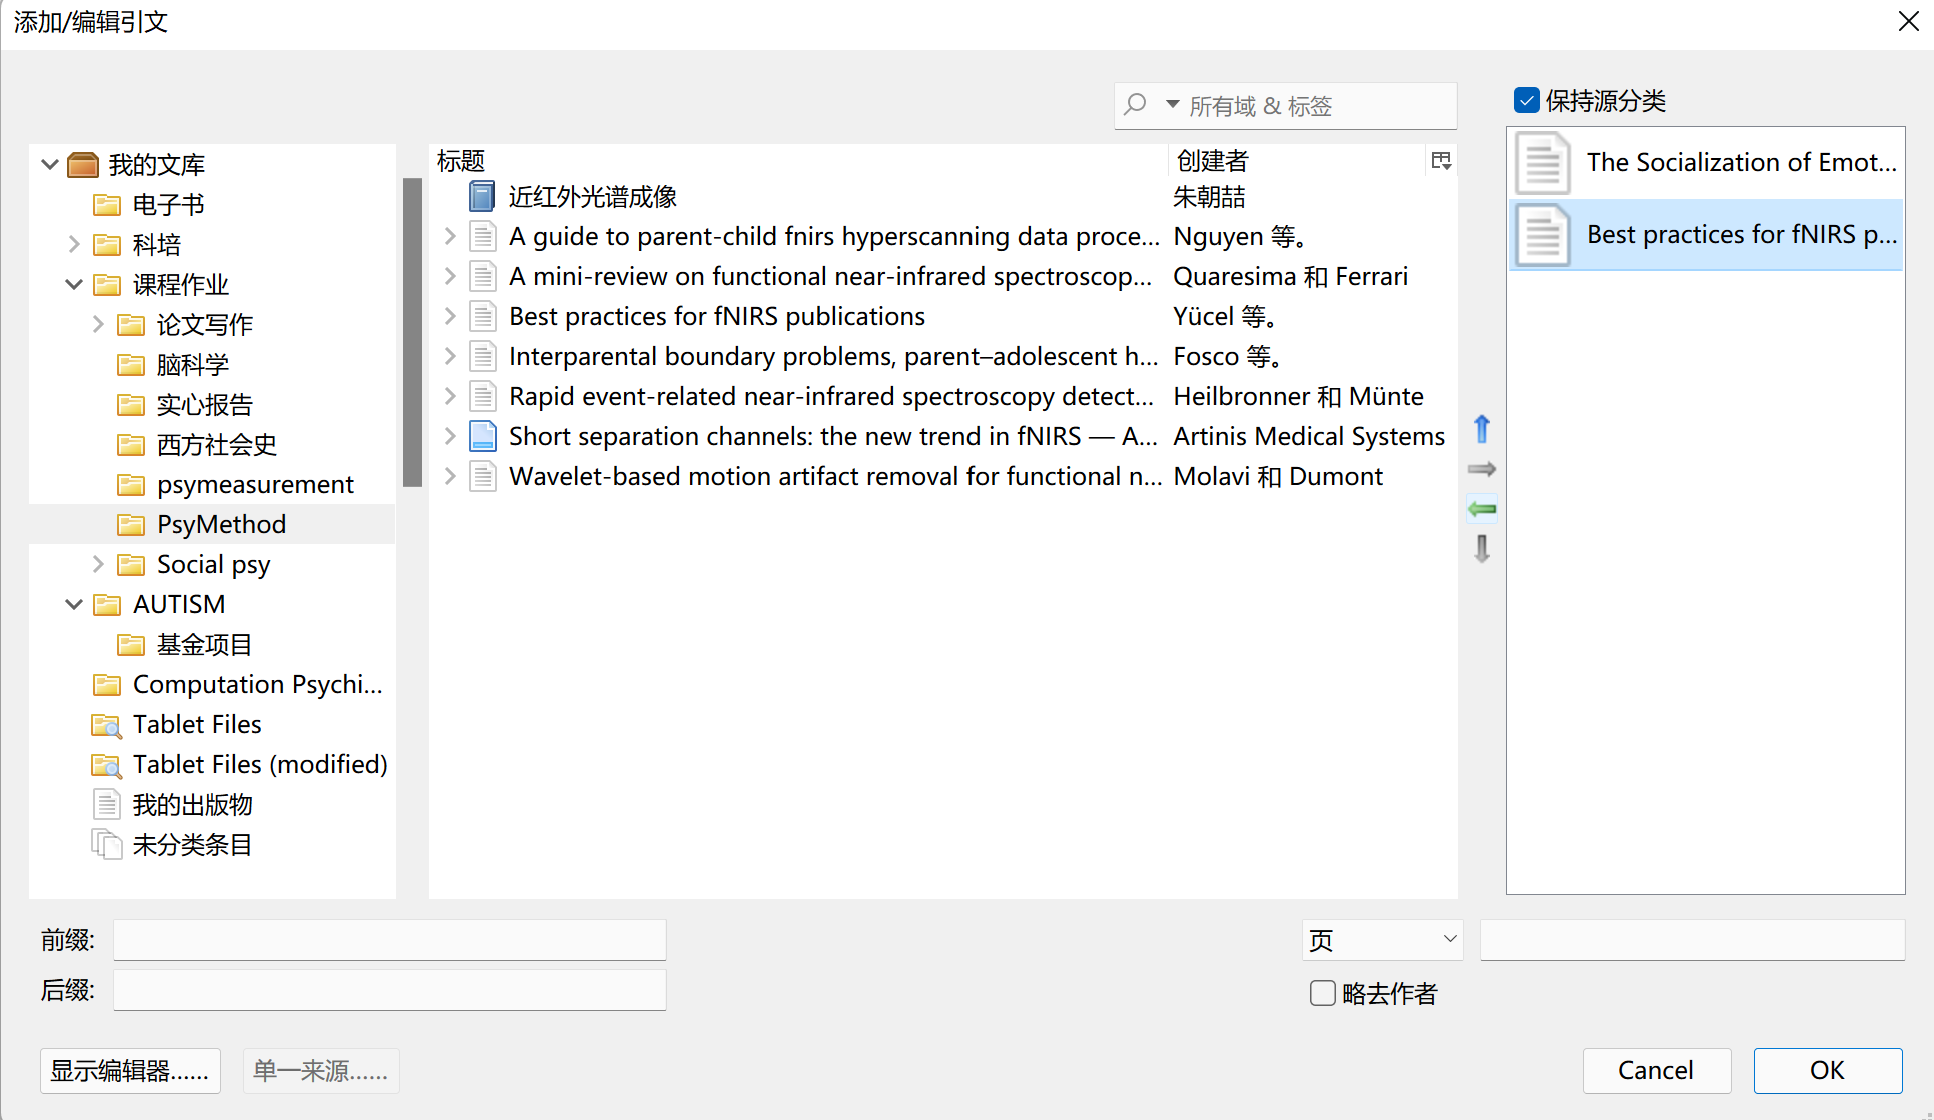 添加/编辑引文
所有域 & 标签
保持源分类
我的文库
电子书
科培
课程作业
论文写作
脑科学
实心报告
西方社会史
psymeasurement
PsyMethod
Social psy
AUTISM
基金项目
Computation Psychi...
Tablet Files
Tablet Files (modified)
我的出版物
未分类条目
标题 创建者
近红外光谱成像 朱朝喆
A guide to parent-child fnirs hyperscanning data proce... Nguyen 等。
A mini-review on functional near-infrared spectroscop... Quaresima 和 Ferrari
Best practices for fNIRS publications Yücel 等。
Interparental boundary problems, parent–adolescent h... Fosco 等。
Rapid event-related near-infrared spectroscopy detect... Heilbronner 和 Münte
Short separation channels: the new trend in fNIRS — A... Artinis Medical Systems
Wavelet-based motion artifact removal for functional n... Molavi 和 Dumont
The Socialization of Emot...
Best practices for fNIRS p...
前缀:
后缀:
页
略去作者
显示编辑器......
单一来源......
Cancel
OK